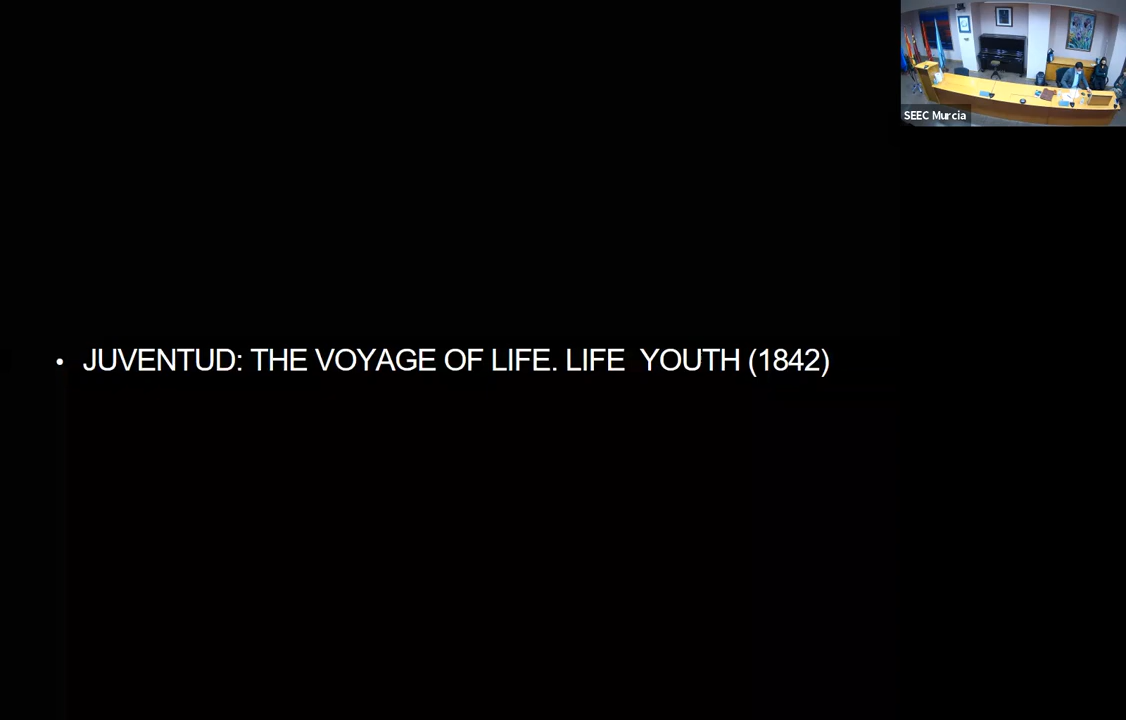 SEEC Murcia
• JUVENTUD: THE VOYAGE OF LIFE. LIFE  YOUTH (1842)